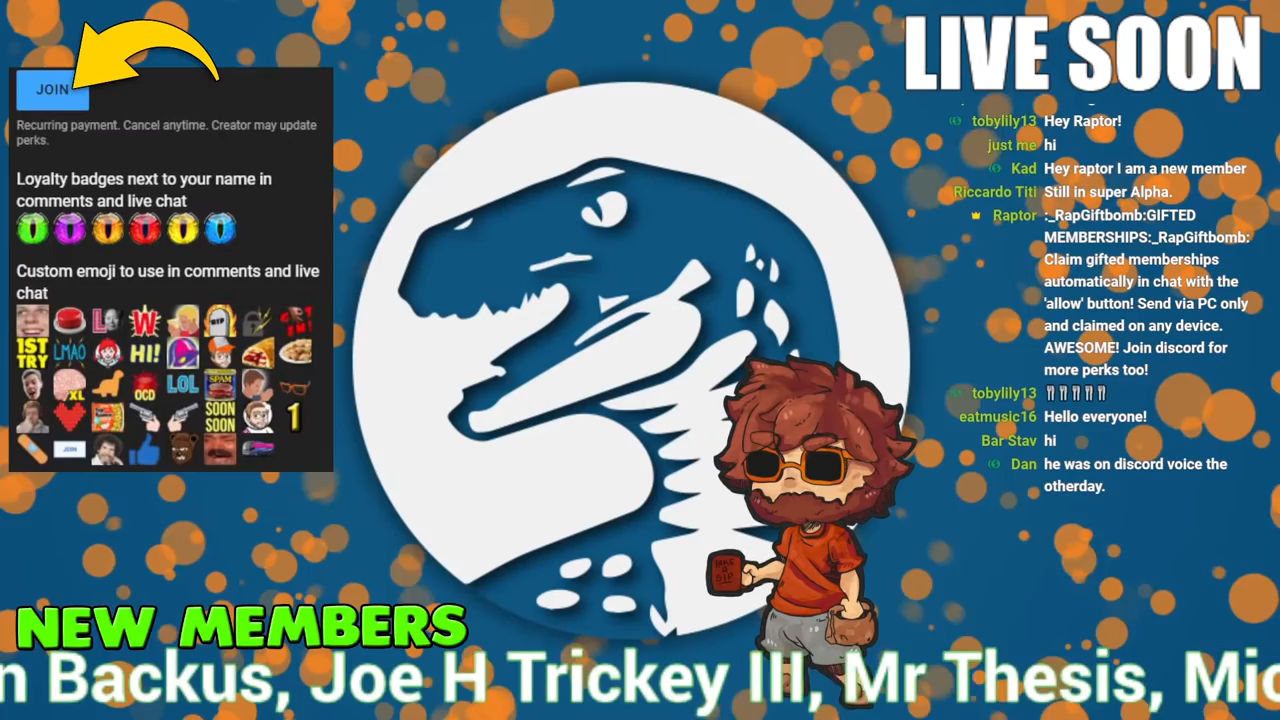 LIVE SOON
JOIN
Recurring payment. Cancel anytime. Creator may update
perks.
Loyalty badges next to your name in
comments and live chat
Custom emoji to use in comments and live
chat
L W RIP
1ST
TRY LMAO HI!
XL OCD LOL SPAM
SOON
SOON 1
JOIN
tobylily13 Hey Raptor!
just me hi
Kad Hey raptor I am a new member
Riccardo Titi Still in super Alpha.
Raptor :_RapGiftbomb:GIFTED
MEMBERSHIPS:_RapGiftbomb:
Claim gifted memberships
automatically in chat with the
'allow' button! Send via PC only
and claimed on any device.
AWESOME! Join discord for
more perks too!
tobylily13
eatmusic16 Hello everyone!
Bar Stav hi
Dan he was on discord voice the
otherday.
TAKE
A
SIP
NEW MEMBERS
n Backus, Joe H Trickey III, Mr Thesis, Mic